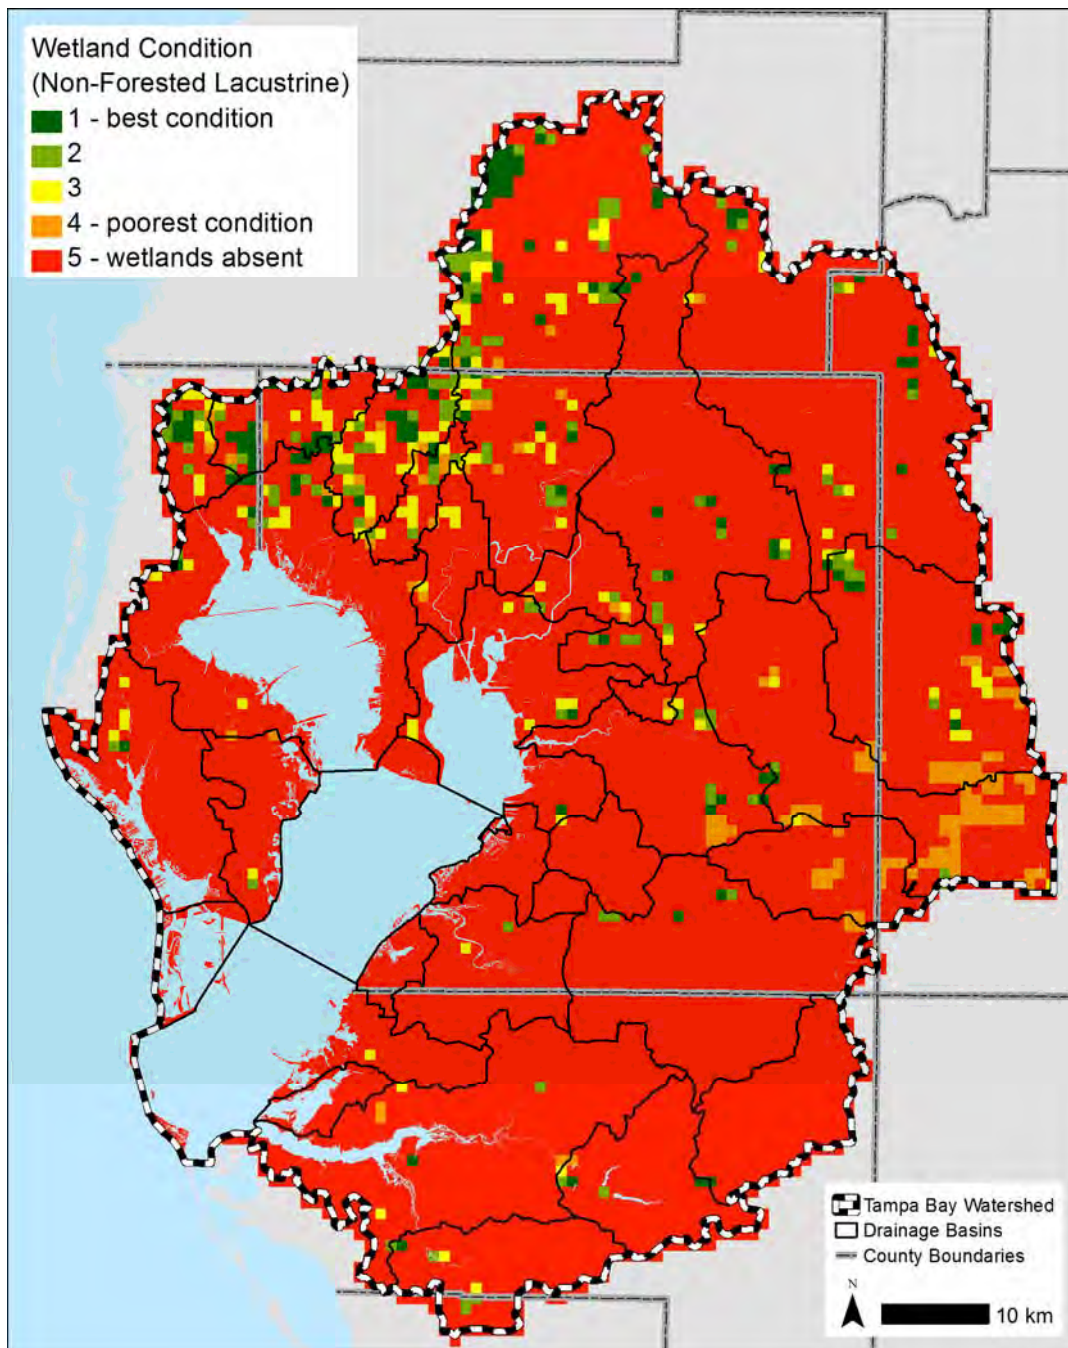 Wetland Condition
(Non-Forested Lacustrine)
1 - best condition
2
3
4 - poorest condition
5 - wetlands absent
Tampa Bay Watershed
Drainage Basins
County Boundaries
N
10 km